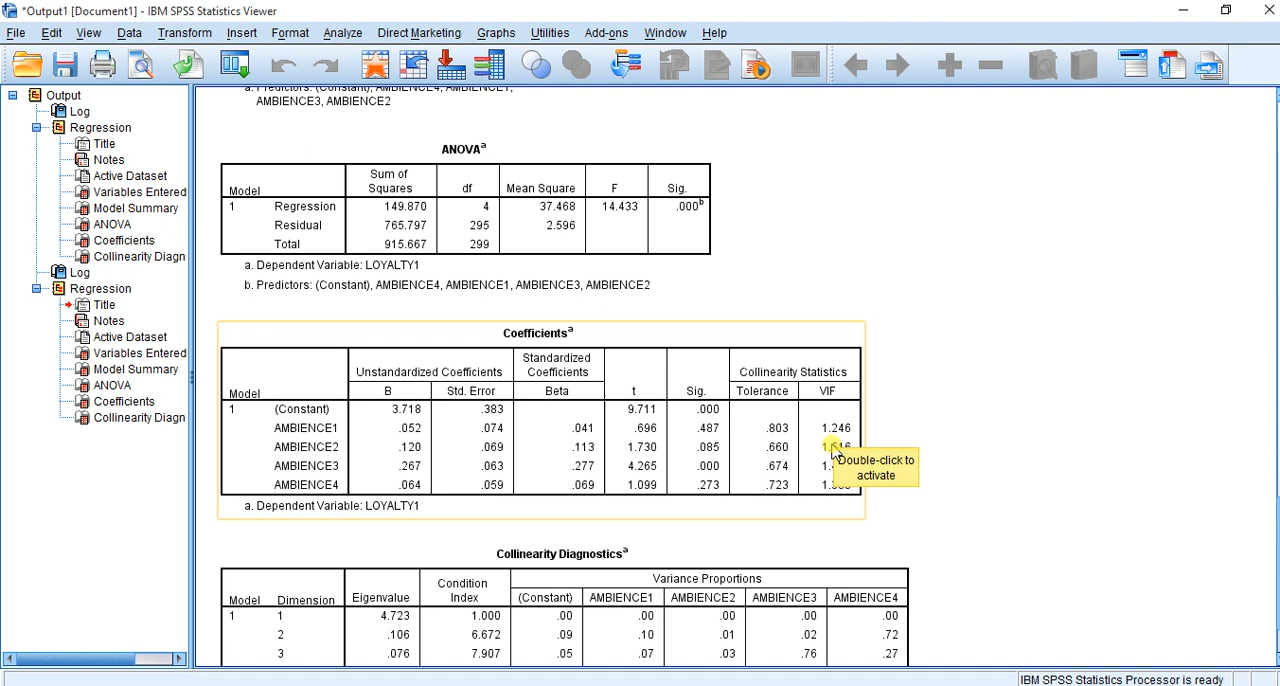 *Output1 [Document1] - IBM SPSS Statistics Viewer
File Edit View Data Transform Insert Format Analyze Direct Marketing Graphs Utilities Add-ons Window Help
Output
Log
Regression
Title
Notes
Active Dataset
Variables Entered
Model Summary
ANOVA
Coefficients
Collinearity Diagn
Log
Regression
Title
Notes
Active Dataset
Variables Entered
Model Summary
ANOVA
Coefficients
Collinearity Diagn
a. Predictors: (Constant), AMBIENCE4, AMBIENCE1,
AMBIENCE3, AMBIENCE2
ANOVAa
Model Sum of Squares df Mean Square F Sig.
1 Regression 149.870 4 37.468 14.433 .000b
Residual 765.797 295 2.596
Total 915.667 299
a. Dependent Variable: LOYALTY1
b. Predictors: (Constant), AMBIENCE4, AMBIENCE1, AMBIENCE3, AMBIENCE2
Coefficientsa
Unstandardized Coefficients Standardized Coefficients Collinearity Statistics
Model B Std. Error Beta t Sig. Tolerance VIF
1 (Constant) 3.718 .383 9.711 .000
AMBIENCE1 .052 .074 .041 .696 .487 .803 1.246
AMBIENCE2 .120 .069 .113 1.730 .085 .660
AMBIENCE3 .267 .063 .277 4.265 .000 .674
AMBIENCE4 .064 .059 .069 1.099 .273 .723
Double-click to
activate
a. Dependent Variable: LOYALTY1
Collinearity Diagnosticsa
Variance Proportions
Model Dimension Eigenvalue Condition Index (Constant) AMBIENCE1 AMBIENCE2 AMBIENCE3 AMBIENCE4
1 1 4.723 1.000 .00 .00 .00 .00 .00
2 .106 6.672 .09 .10 .01 .02 .72
3 .076 7.907 .05 .07 .03 .76 .27
IBM SPSS Statistics Processor is ready